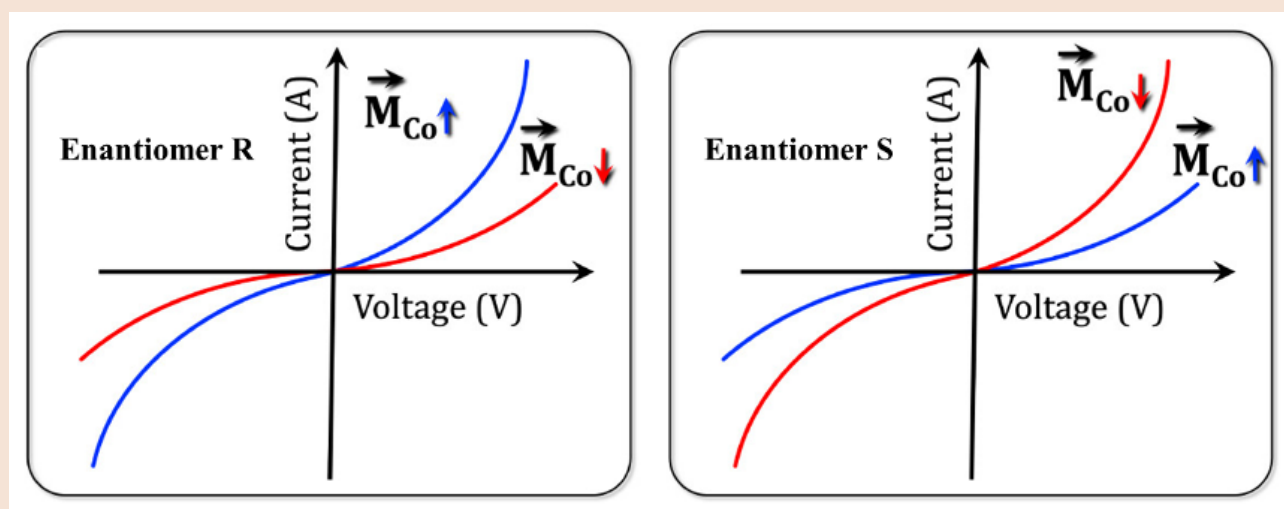 Enantiomer R
Current (A)
M Co
M Co
Voltage (V)
Enantiomer S
Current (A)
M Co
M Co
Voltage (V)